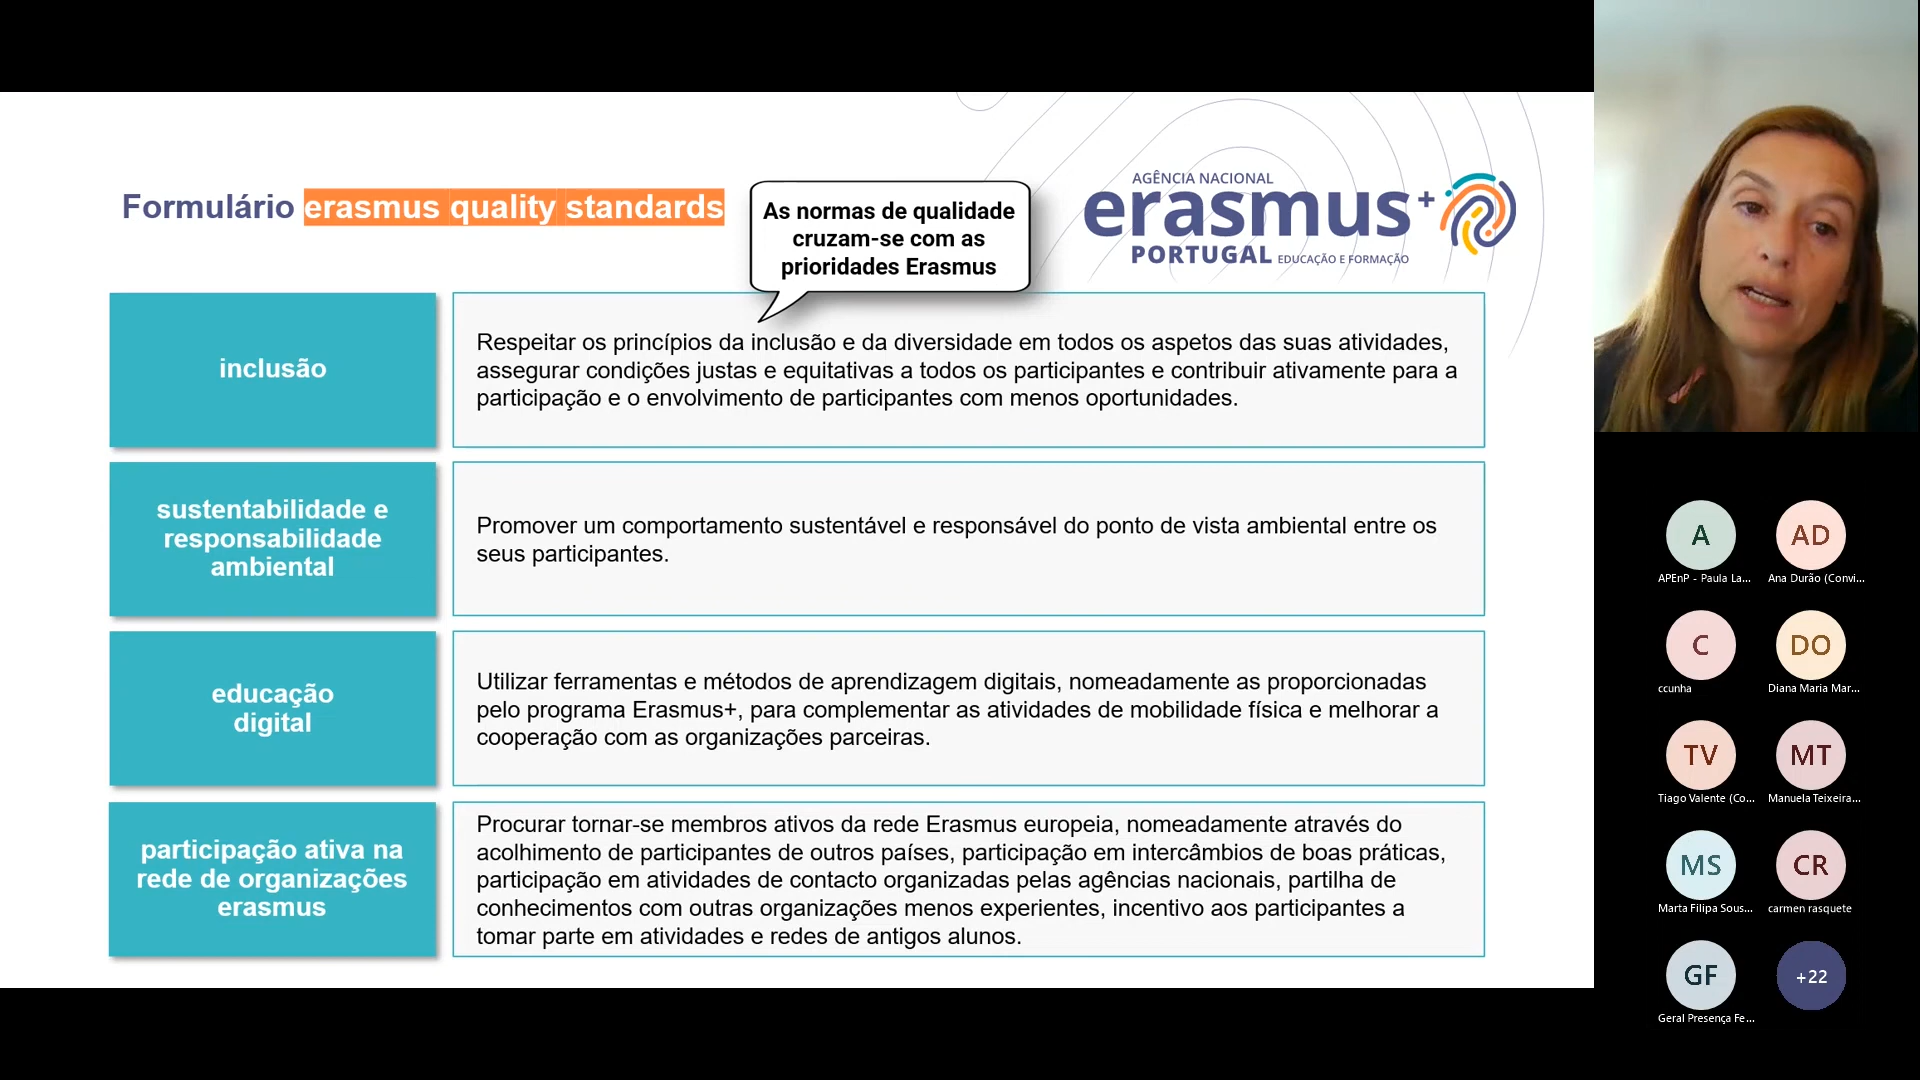 Formulário erasmus quality standards
As normas de qualidade
cruzam-se com as
prioridades Erasmus
AGÊNCIA NACIONAL
erasmus+
PORTUGAL EDUCAÇÃO E FORMAÇÃO
inclusão
Respeitar os princípios da inclusão e da diversidade em todos os aspetos das suas atividades,
assegurar condições justas e equitativas a todos os participantes e contribuir ativamente para a
participação e o envolvimento de participantes com menos oportunidades.
sustentabilidade e
responsabilidade
ambiental
Promover um comportamento sustentável e responsável do ponto de vista ambiental entre os
seus participantes.
educação
digital
Utilizar ferramentas e métodos de aprendizagem digitais, nomeadamente as proporcionadas
pelo programa Erasmus+, para complementar as atividades de mobilidade física e melhorar a
cooperação com as organizações parceiras.
participação ativa na
rede de organizações
erasmus
Procurar tornar-se membros ativos da rede Erasmus europeia, nomeadamente através do
acolhimento de participantes de outros países, participação em intercâmbios de boas práticas,
participação em atividades de contacto organizadas pelas agências nacionais, partilha de
conhecimentos com outras organizações menos experientes, incentivo aos participantes a
tomar parte em atividades e redes de antigos alunos.
A
APEnP - Paula La...
AD
Ana Durão (Convi...
C
ccunha
DO
Diana Maria Mar...
TV
Tiago Valente (Co...
MT
Manuela Teixeira...
MS
Marta Filipa Sous...
CR
carmen rasquete
GF
Geral Presença Fe...
+22